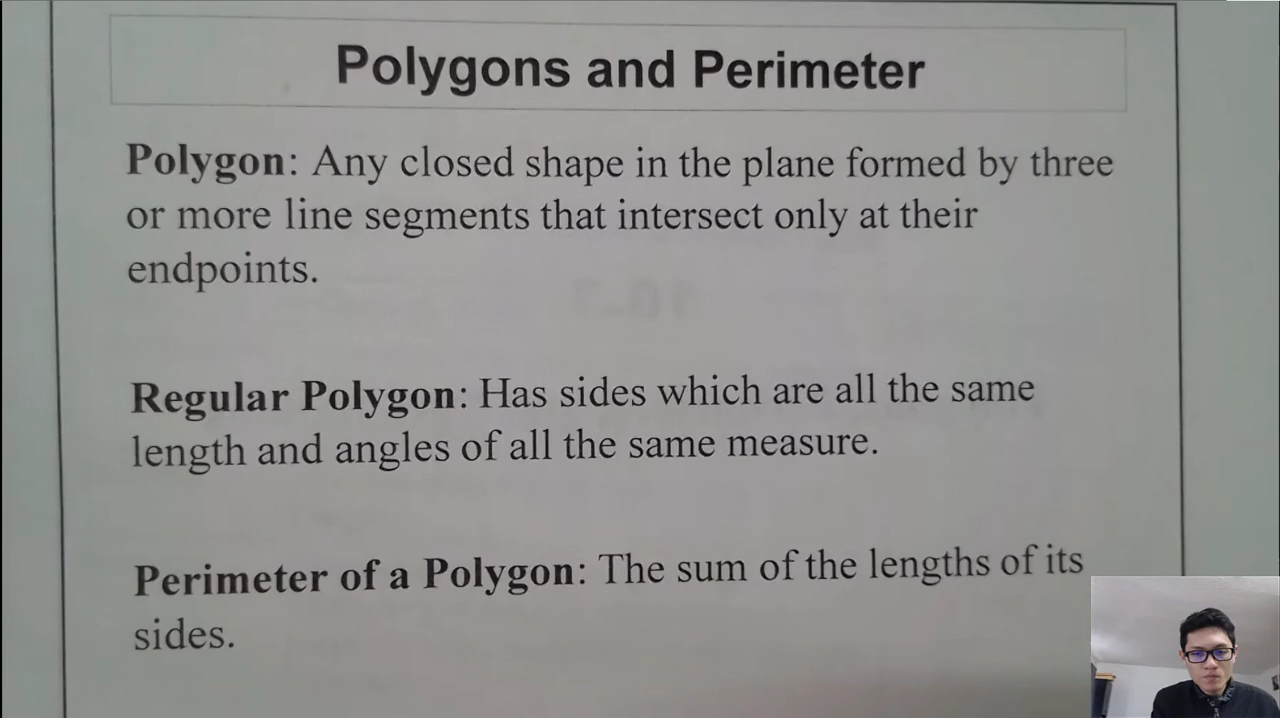 Polygons and Perimeter
Polygon: Any closed shape in the plane formed by three
or more line segments that intersect only at their
endpoints.
Regular Polygon: Has sides which are all the same
length and angles of all the same measure.
Perimeter of a Polygon: The sum of the lengths of its
sides.